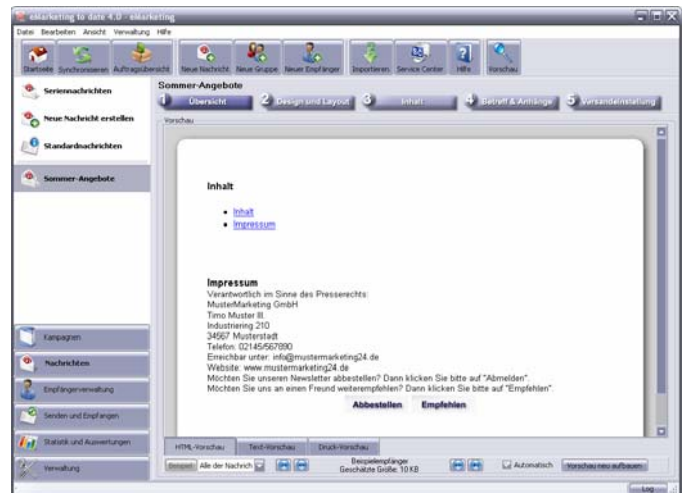 eMarketing to date 4.0 - eMarketing
Datei Bearbeiten Ansicht Verwaltung Hilfe
Startseite Synchronisieren Auftragsübersicht Neue Nachricht Neue Gruppe Neuer Empfänger Importieren Service Center Hilfe Vorschau
Seriennachrichten
Neue Nachricht erstellen
Standardnachrichten
Sommer-Angebote
Kampagnen
Nachrichten
Empfängerverwaltung
Senden und Empfangen
Statistik und Auswertungen
Verwaltung
Sommer-Angebote
1 Übersicht 2 Design und Layout 3 Inhalt 4 Betreff & Anhänge 5 Versandeinstellung
Vorschau
Inhalt
Inhalt
Impressum
Impressum
Verantwortlich im Sinne des Presserechts:
MusterMarketing GmbH
Timo Muster III.
Industriering 210
34567 Musterstadt
Telefon: 02145/567890
Erreichbar unter: info@mustermarketing24.de
Website: www.mustermarketing24.de
Möchten Sie unseren Newsletter abbestellen? Dann klicken Sie bitte auf "Abmelden".
Möchten Sie uns an einen Freund weiterempfehlen? Dann klicken Sie bitte auf "Empfehlen".
Abbestellen Empfehlen
HTML-Vorschau Text-Vorschau Druck-Vorschau
Beispiel Alle der Nachrich
Beispielempfänger
Geschätzte Größe: 10 KB
Automatisch Vorschau neu aufbauen
Log